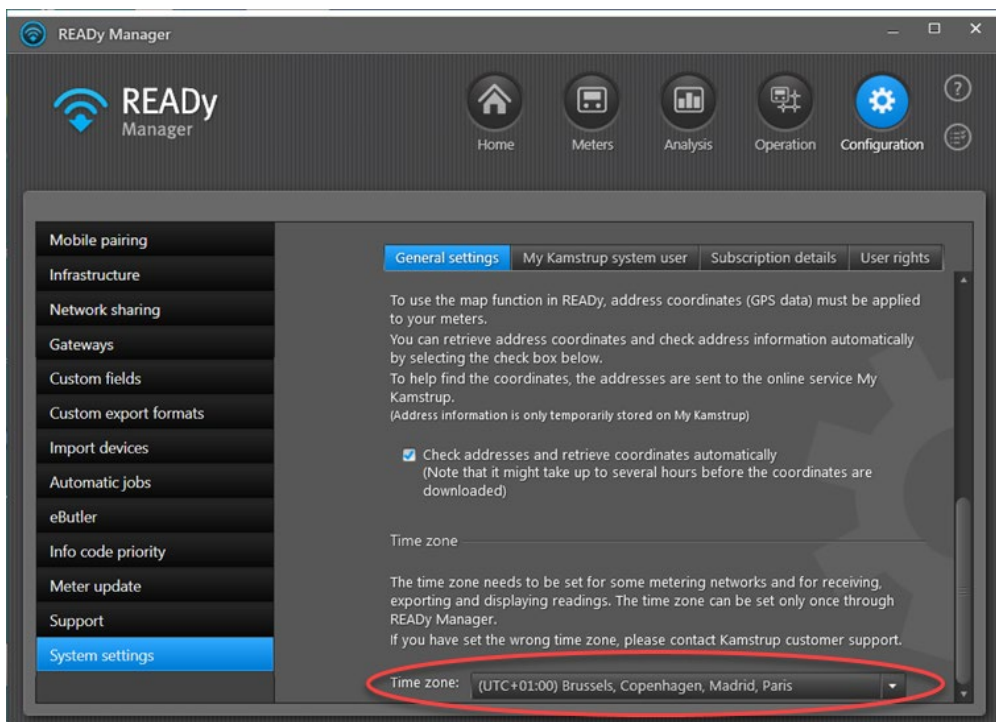 READy Manager
READy
Manager
Home
Meters
Analysis
Operation
Configuration
?
Mobile pairing
Infrastructure
Network sharing
Gateways
Custom fields
Custom export formats
Import devices
Automatic jobs
eButler
Info code priority
Meter update
Support
System settings
General settings
My Kamstrup system user
Subscription details
User rights
To use the map function in READy, address coordinates (GPS data) must be applied
to your meters.
You can retrieve address coordinates and check address information automatically
by selecting the check box below.
To help find the coordinates, the addresses are sent to the online service My
Kamstrup.
(Address information is only temporarily stored on My Kamstrup)
Check addresses and retrieve coordinates automatically
(Note that it might take up to several hours before the coordinates are
downloaded)
Time zone
The time zone needs to be set for some metering networks and for receiving,
exporting and displaying readings. The time zone can be set only once through
READy Manager.
If you have set the wrong time zone, please contact Kamstrup customer support.
Time zone: (UTC+01:00) Brussels, Copenhagen, Madrid, Paris